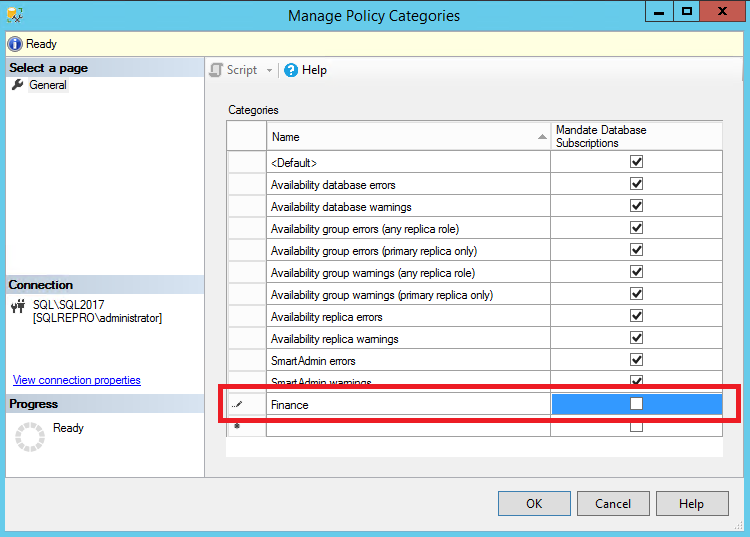 Manage Policy Categories
Ready
Select a page
General
Script
Help
Categories
Name
Mandate Database
Subscriptions
<Default>
Availability database errors
Availability database warnings
Availability group errors (any replica role)
Availability group errors (primary replica only)
Availability group warnings (any replica role)
Availability group warnings (primary replica only)
Availability replica errors
Availability replica warnings
SmartAdmin errors
SmartAdmin warnings
Finance
Connection
SQL\SQL2017
[SQLREPRO\administrator]
View connection properties
Progress
Ready
OK
Cancel
Help